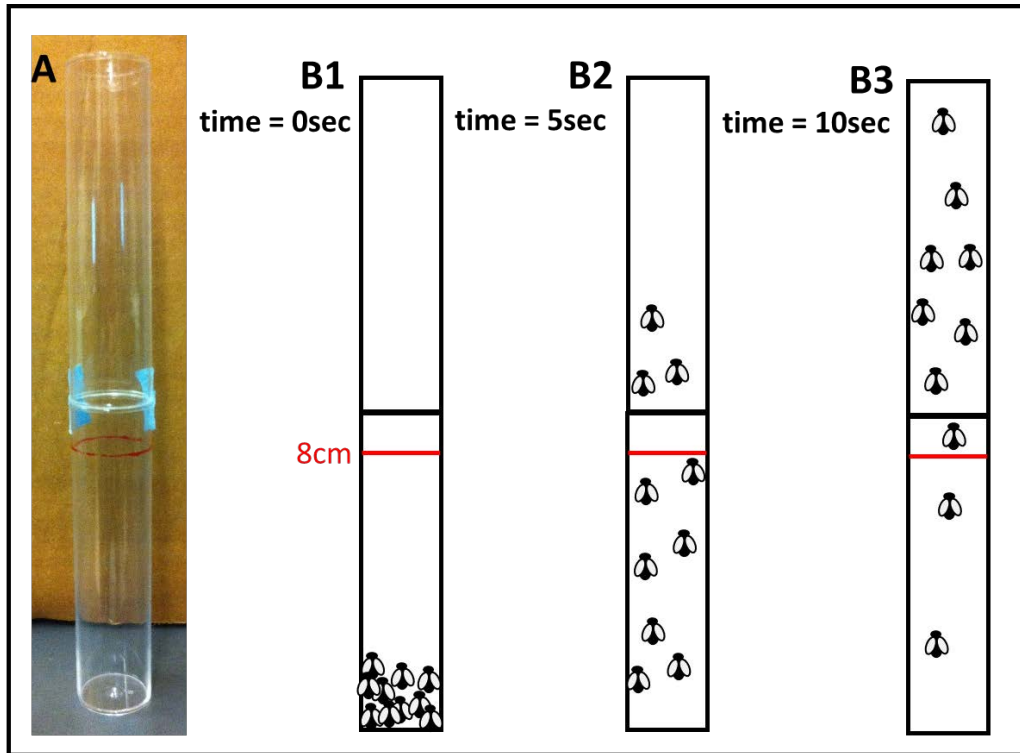 A
B1
time = 0sec
8cm
B2
time = 5sec
B3
time = 10sec